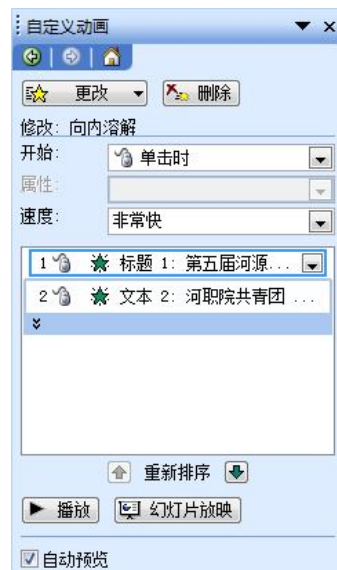 自定义动画
更改 删除
修改: 向内溶解
开始: 单击时
属性:
速度: 非常快
1 标题 1: 第五届河源...
2 文本 2: 河职院共青团 ...
重新排序
播放 幻灯片放映
自动预览